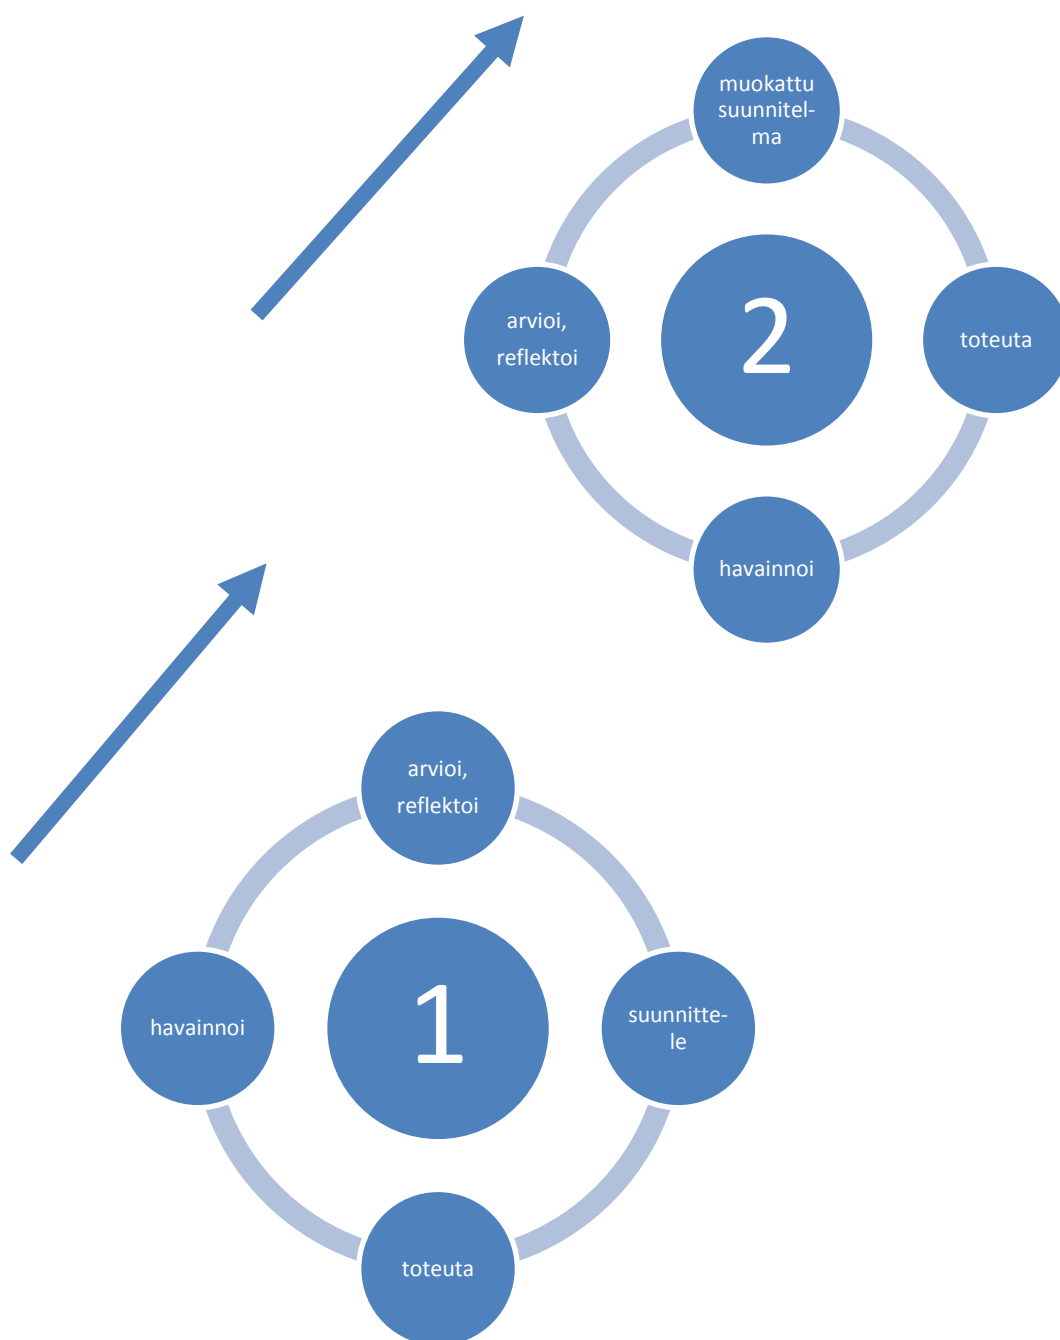 muokattu
suunnitel-
ma
arvioi,
reflektoi
2
toteuta
havainnoi
arvioi,
reflektoi
havainnoi
1
suunnitte-
le
toteuta